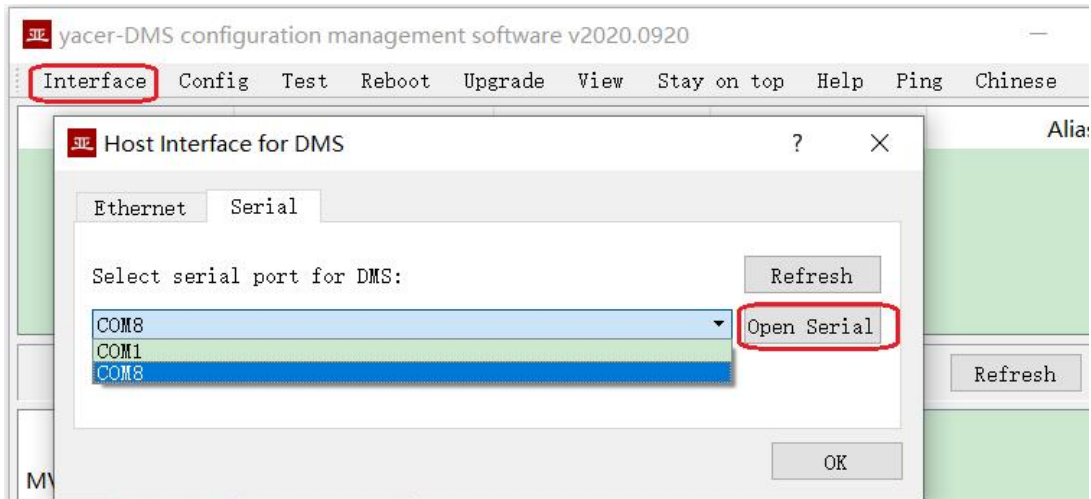 亚 yacer-DMS configuration management software v2020.0920
Interface Config Test Reboot Upgrade View Stay on top Help Ping Chinese
亚 Host Interface for DMS ?
Ethernet Serial
Select serial port for DMS: Refresh
COM8 Open Serial
COM1
COM8
Refresh
OK